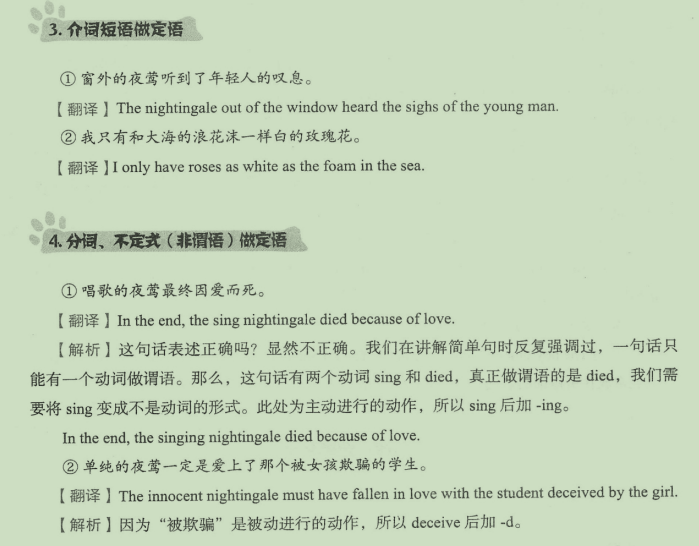 3. 介词短语做定语
① 窗外的夜莺听到了年轻人的叹息。
【翻译】The nightingale out of the window heard the sighs of the young man.
② 我只有和大海的浪花沫一样白的玫瑰花。
【翻译】I only have roses as white as the foam in the sea.
4. 分词、不定式（非谓语）做定语
① 唱歌的夜莺最终因爱而死。
【翻译】In the end, the sing nightingale died because of love.
【解析】这句话表述正确吗？显然不正确。我们在讲解简单句时反复强调过，一句话只
能有一个动词做谓语。那么，这句话有两个动词 sing 和 died，真正做谓语的是 died，我们需
要将 sing 变成不是动词的形式。此处为主动进行的动作，所以 sing 后加 -ing。
In the end, the singing nightingale died because of love.
② 单纯的夜莺一定是爱上了那个被女孩欺骗的学生。
【翻译】The innocent nightingale must have fallen in love with the student deceived by the girl.
【解析】因为“被欺骗”是被动进行的动作，所以 deceive 后加 -d。